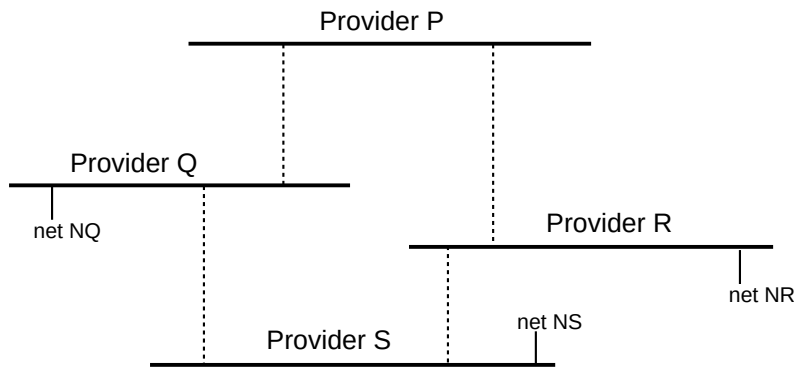 Provider P
Provider Q
net NQ
Provider R
net NR
net NS
Provider S